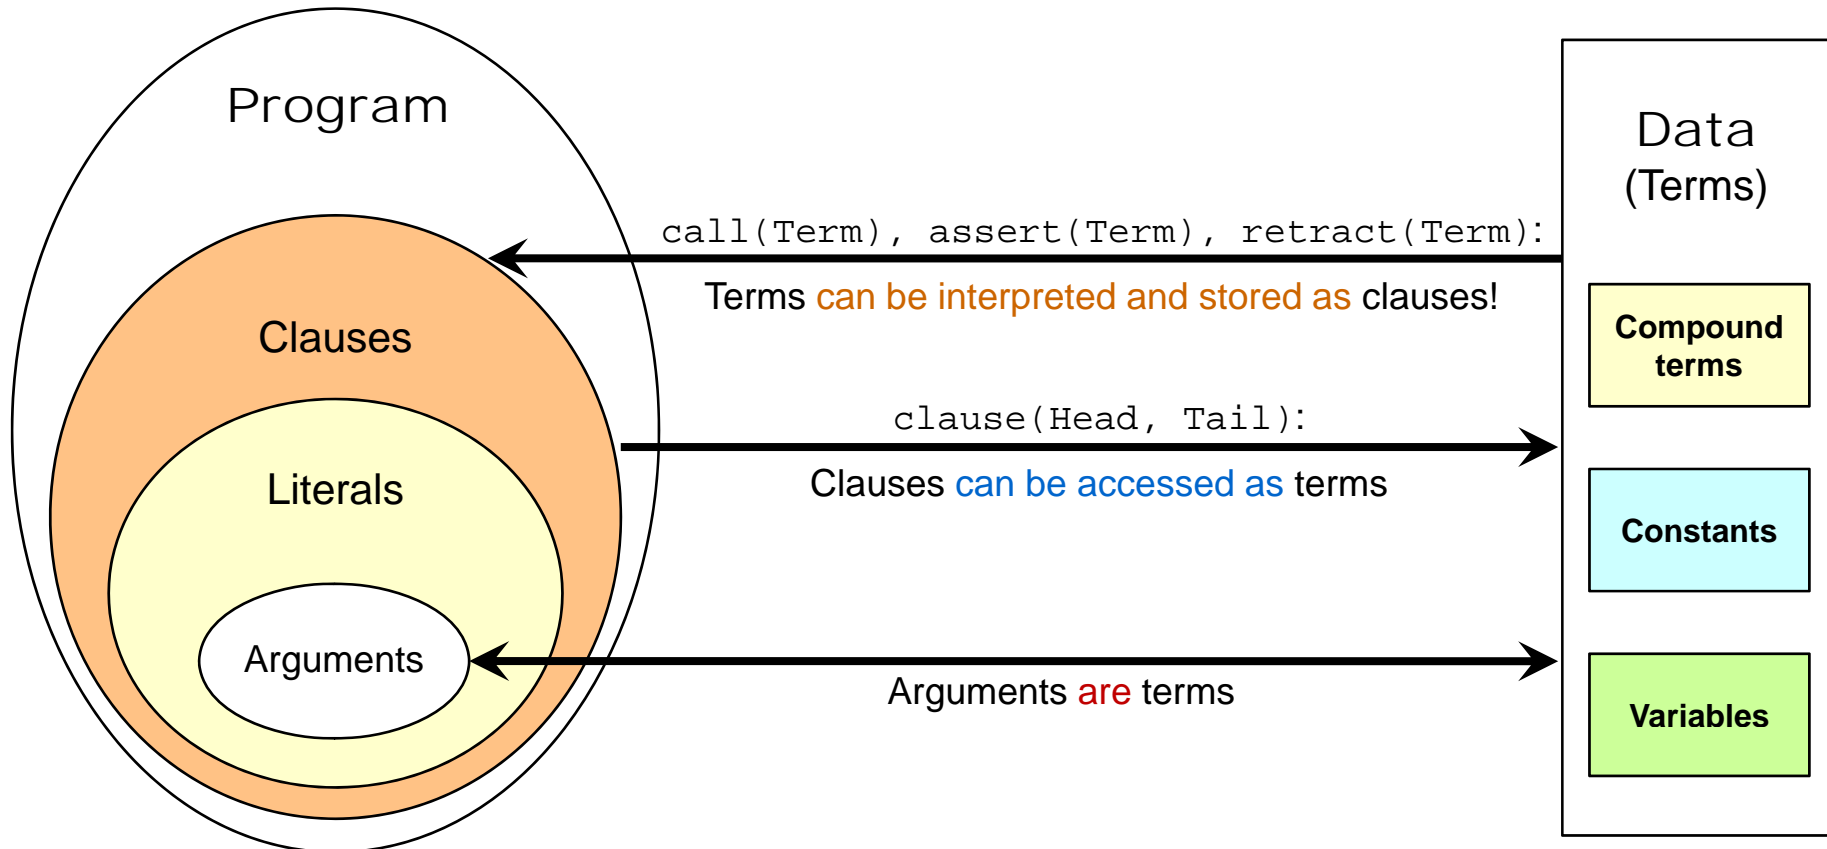 Program
Clauses
Literals
Arguments
call(Term), assert(Term), retract(Term):
Terms can be interpreted and stored as clauses!
clause(Head, Tail):
Clauses can be accessed as terms
Arguments are terms
Data
(Terms)
Compound
terms
Constants
Variables